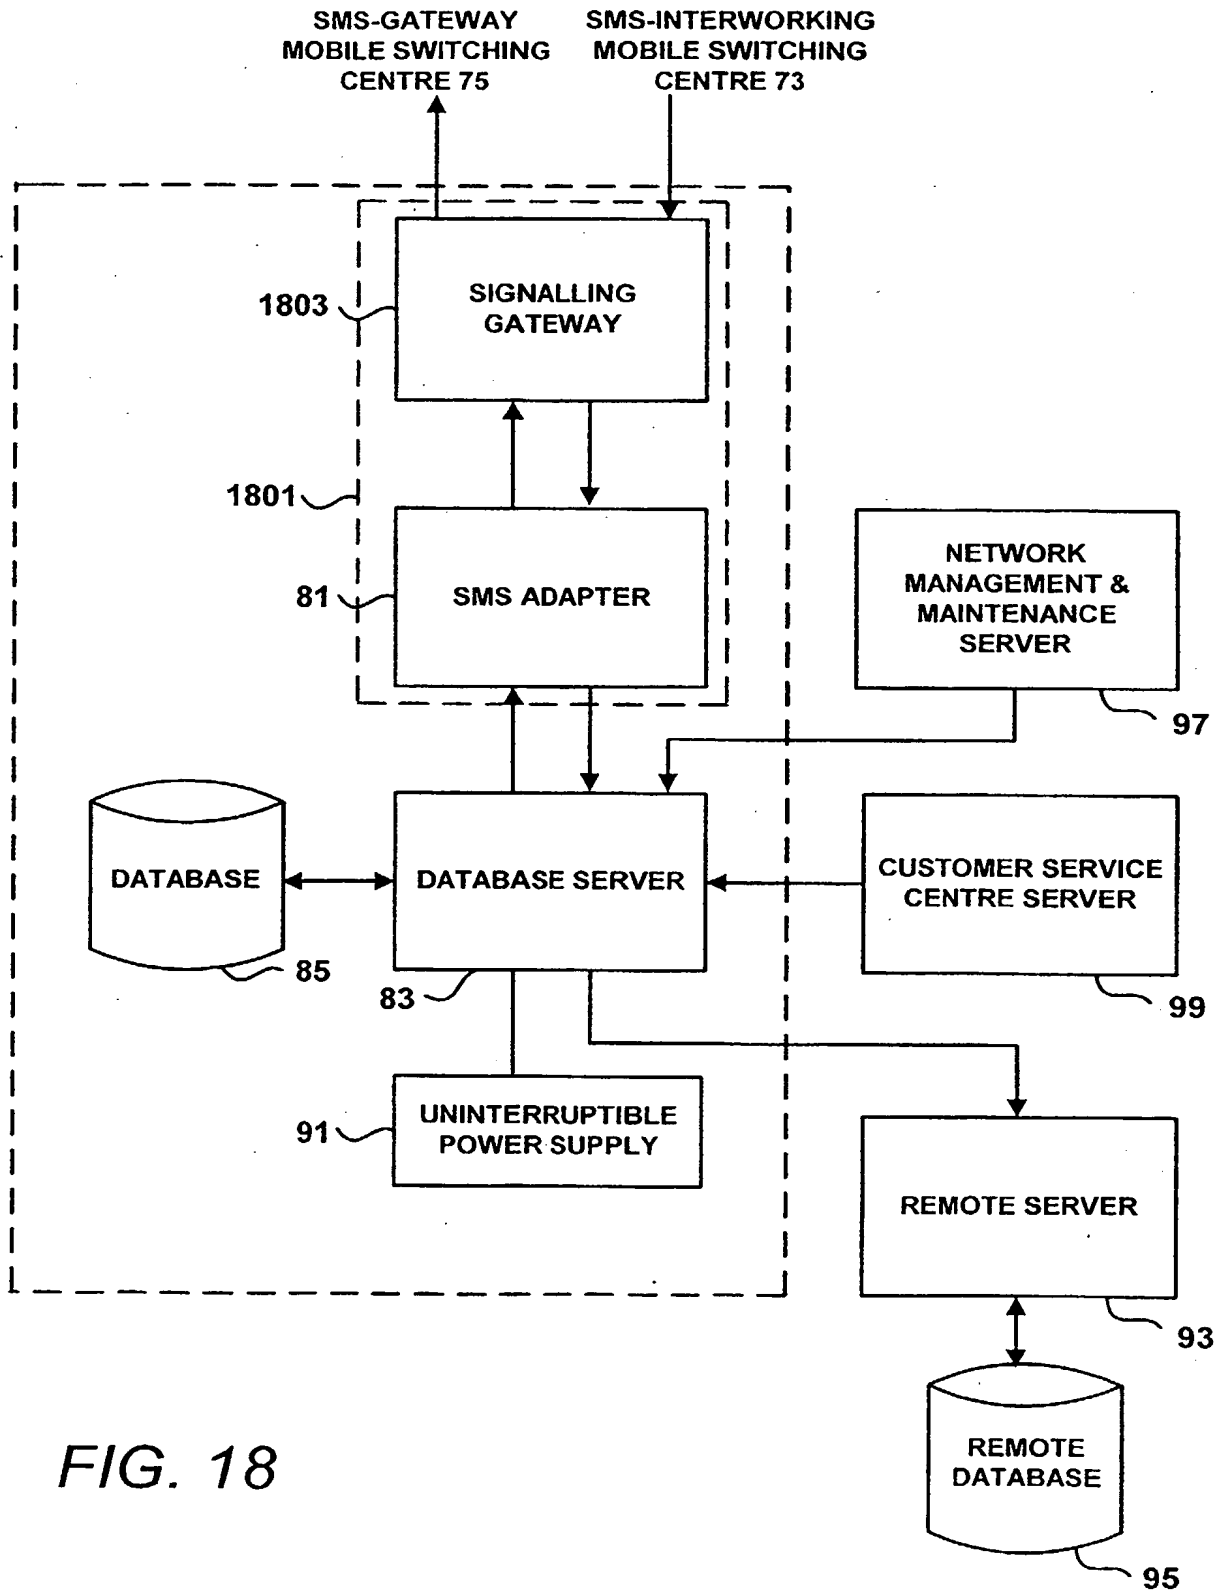 SMS-GATEWAY
MOBILE SWITCHING
CENTRE 75
SMS-INTERWORKING
MOBILE SWITCHING
CENTRE 73
1803
SIGNALLING
GATEWAY
1801
81
SMS ADAPTER
NETWORK
MANAGEMENT &
MAINTENANCE
SERVER
97
DATABASE
85
DATABASE SERVER
83
CUSTOMER SERVICE
CENTRE SERVER
99
91
UNINTERRUPTIBLE
POWER SUPPLY
REMOTE SERVER
93
REMOTE
DATABASE
95
FIG. 18